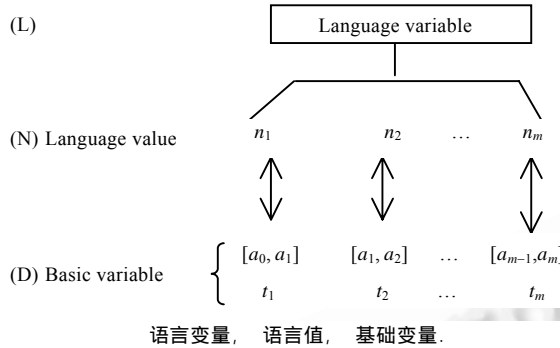 (L) Language variable
(N) Language value n1 n2 … nm
[a0, a1] [a1, a2] … [am−1,am]
(D) Basic variable
t1 t2 … tm
语言变量, 语言值, 基础变量.